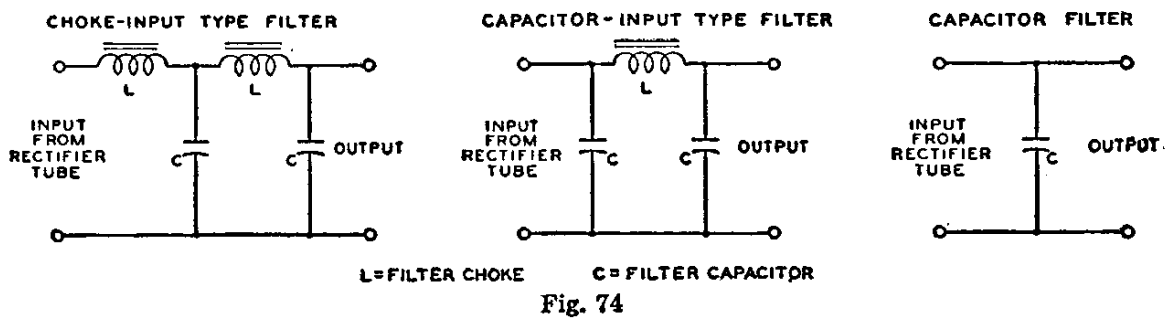 CHOKE-INPUT TYPE FILTER
L
L
INPUT
FROM
RECTIFIER
TUBE
C
C
OUTPUT
CAPACITOR-INPUT TYPE FILTER
L
INPUT
FROM
RECTIFIER
TUBE
C
C
OUTPUT
CAPACITOR FILTER
INPUT
FROM
RECTIFIER
TUBE
C
OUTPUT
L=FILTER CHOKE
C=FILTER CAPACITOR
Fig. 74